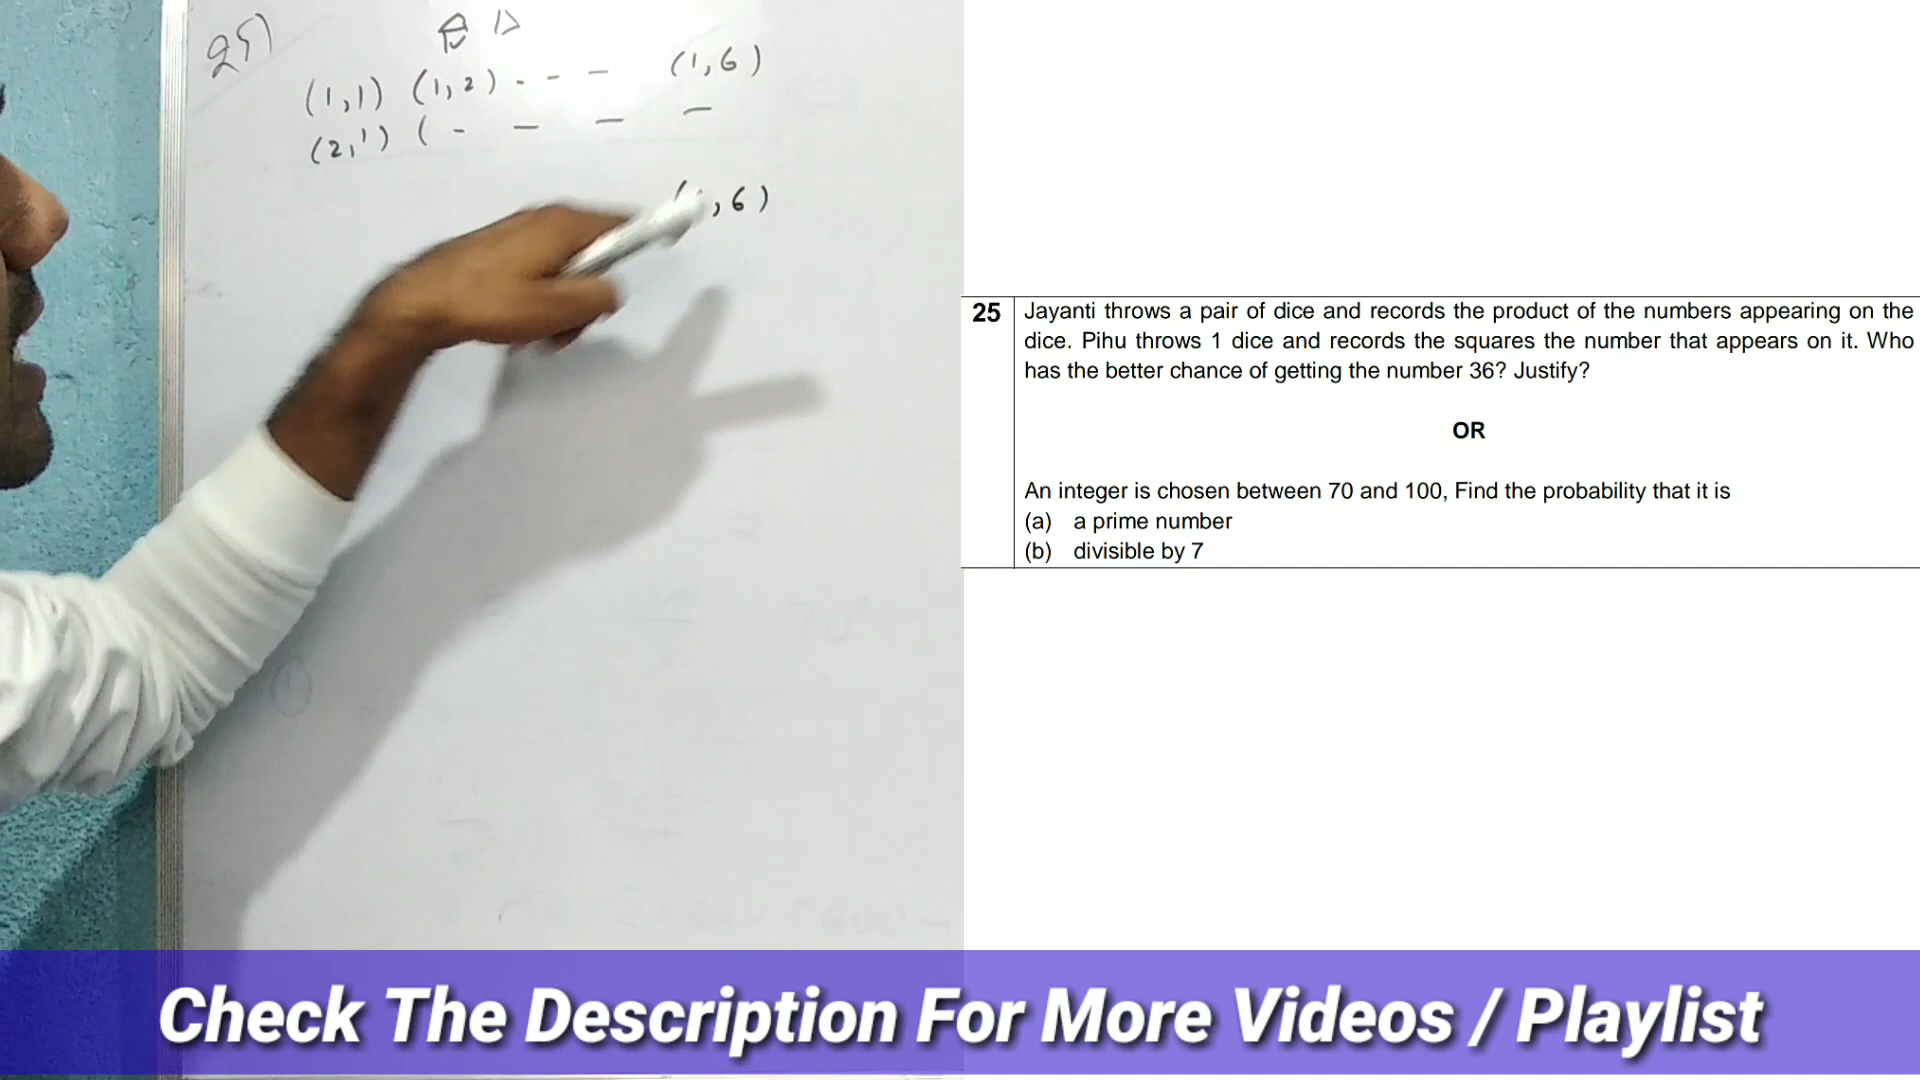 25)
(1,1) (1,2) - - - (1,6)
(2,1) ( - - - -
,6)
25 Jayanti throws a pair of dice and records the product of the numbers appearing on the
dice. Pihu throws 1 dice and records the squares the number that appears on it. Who
has the better chance of getting the number 36? Justify?
OR
An integer is chosen between 70 and 100, Find the probability that it is
(a) a prime number
(b) divisible by 7
Check The Description For More Videos / Playlist